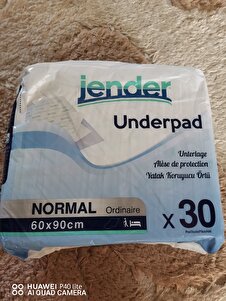 jender
Underpad
Unterlage
Alèse de protection
Yatak Koruyucu Örtü
NORMAL Ordinaire
60x90cm
x 30
HUAWEI P40 lite
AI QUAD CAMERA